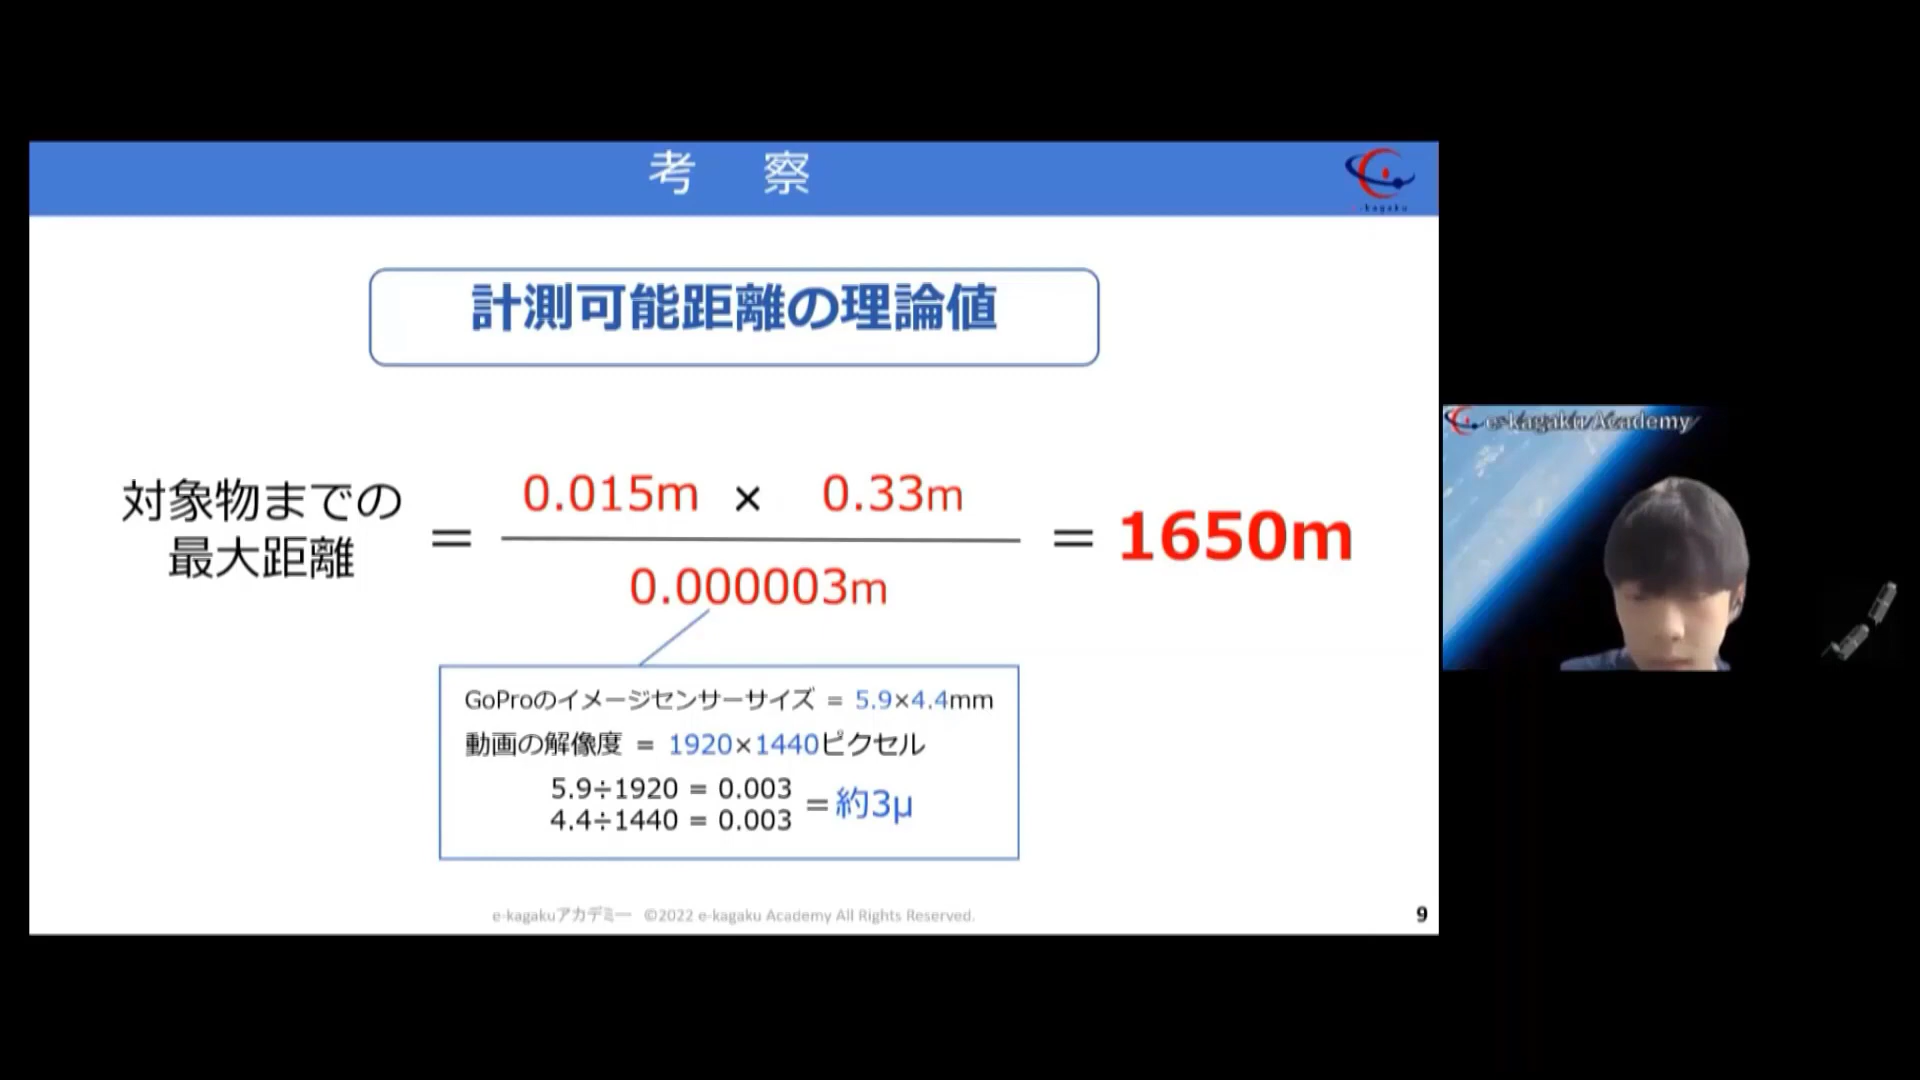 考 察
e-kagaku
計測可能距離の理論値
対象物までの
最大距離
= 0.015m × 0.33m
0.000003m
= 1650m
GoProのイメージセンサーサイズ = 5.9×4.4mm
動画の解像度 = 1920×1440ピクセル
5.9÷1920 = 0.003
4.4÷1440 = 0.003
=約3μ
e-kagakuアカデミー ©2022 e-kagaku Academy All Rights Reserved.
9
e-kagaku Academy